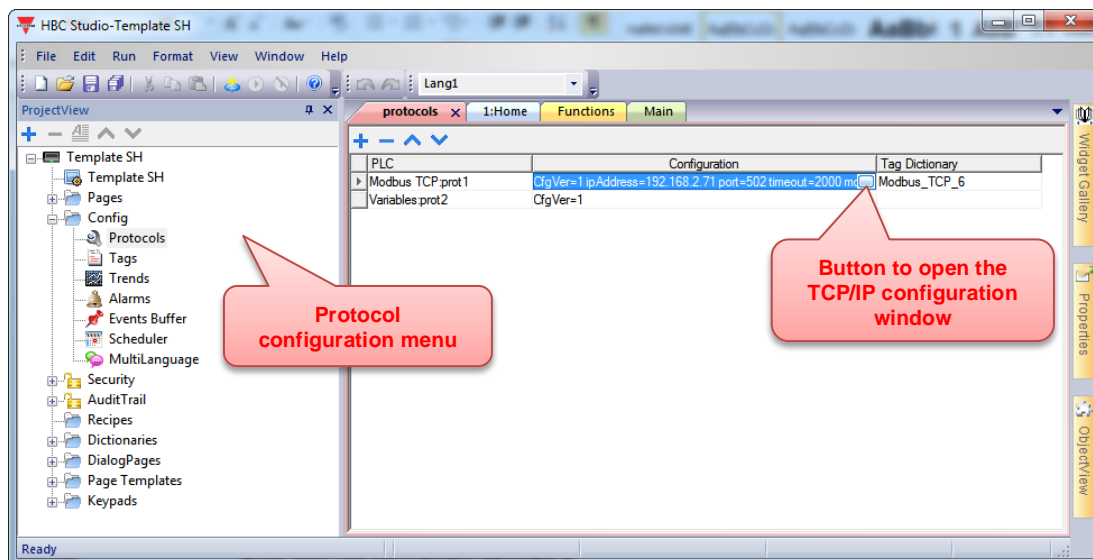 HBC Studio-Template SH
File Edit Run Format View Window Help
Lang1
ProjectView
protocols 1:Home Functions Main
PLC Configuration Tag Dictionary
Modbus TCP:prot1 CfgVer=1 ipAddress=192.168.2.71 port=502 timeout=2000 Modbus_TCP_6
Variables:prot2 CfgVer=1
Template SH
Template SH
Pages
Config
Protocols
Tags
Trends
Alarms
Events Buffer
Scheduler
MultiLanguage
Security
AuditTrail
Recipes
Dictionaries
DialogPages
Page Templates
Keypads
Protocol
configuration menu
Button to open the
TCP/IP configuration
window
Widget Gallery
Properties
ObjectView
Ready